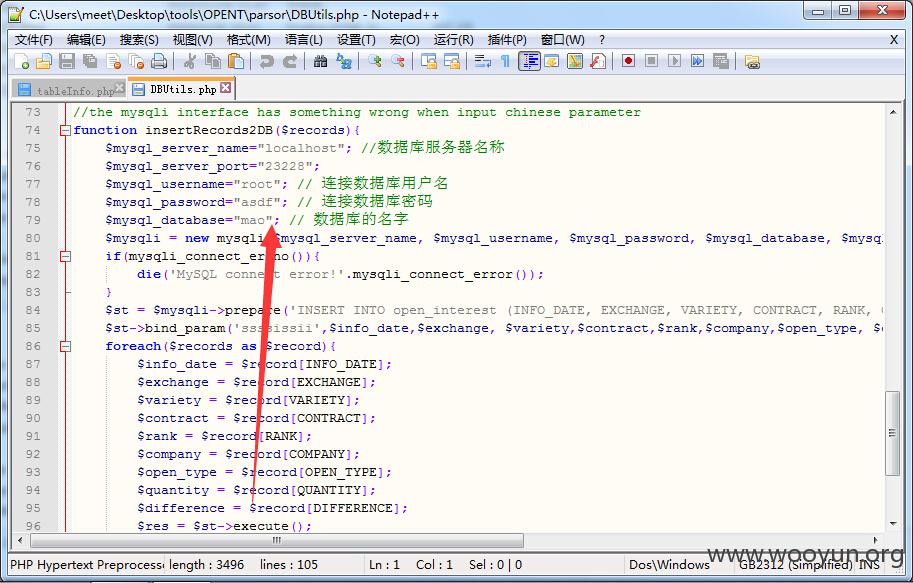 C:\Users\meet\Desktop\tools\OPENT\parsor\DBUtils.php - Notepad++
文件(F) 编辑(E) 搜索(S) 视图(V) 格式(M) 语言(L) 设置(T) 宏(O) 运行(R) 插件(P) 窗口(W) ? X
tableInfo.php DBUtils.php
73 //the mysqli interface has something wrong when input chinese parameter
74 function insertRecords2DB($records){
75 $mysql_server_name="localhost"; //数据库服务器名称
76 $mysql_server_port="23228";
77 $mysql_username="root"; // 连接数据库用户名
78 $mysql_password="asdf"; // 连接数据库密码
79 $mysql_database="mao"; // 数据库的名字
80 $mysqli = new mysqli($mysql_server_name, $mysql_username, $mysql_password, $mysql_database, $mysq
81 if(mysqli_connect_errno()){
82 die('MySQL connect error!'.mysqli_connect_error());
83 }
84 $st = $mysqli->prepare('INSERT INTO open_interest (INFO_DATE, EXCHANGE, VARIETY, CONTRACT, RANK,
85 $st->bind_param('ssssissii',$info_date,$exchange, $variety,$contract,$rank,$company,$open_type,
86 foreach($records as $record){
87 $info_date = $record[INFO_DATE];
88 $exchange = $record[EXCHANGE];
89 $variety = $record[VARIETY];
90 $contract = $record[CONTRACT];
91 $rank = $record[RANK];
92 $company = $record[COMPANY];
93 $open_type = $record[OPEN_TYPE];
94 $quantity = $record[QUANTITY];
95 $difference = $record[DIFFERENCE];
96 $res = $st->execute();
www.wooyun.org
PHP Hypertext Preprocess length : 3496 lines : 105 Ln : 1 Col : 1 Sel : 0 | 0 Dos\Windows GB2312 (Simplified) INS